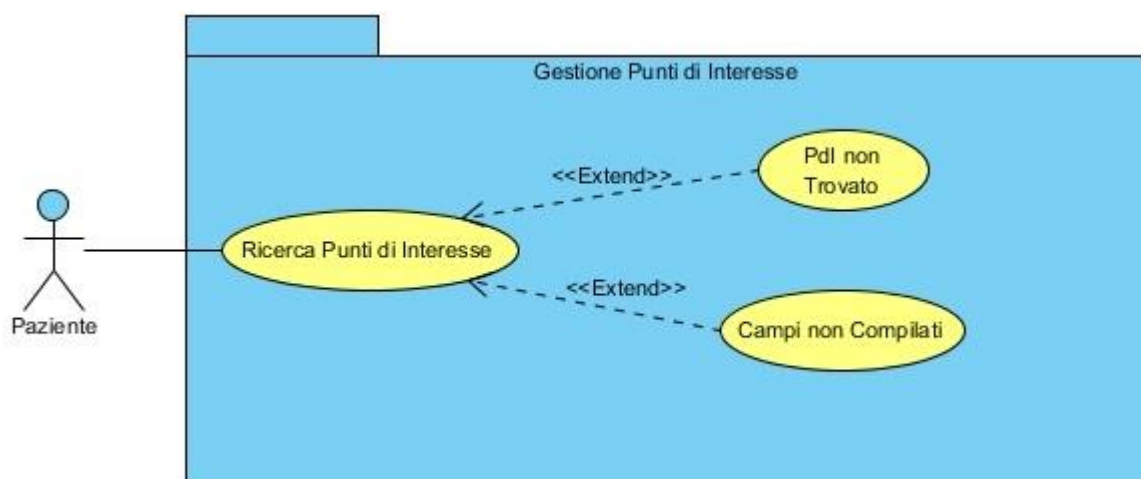 Gestione Punti di Interesse
PdI non
Trovato
<<Extend>>
Ricerca Punti di Interesse
<<Extend>>
Campi non Compilati
Paziente